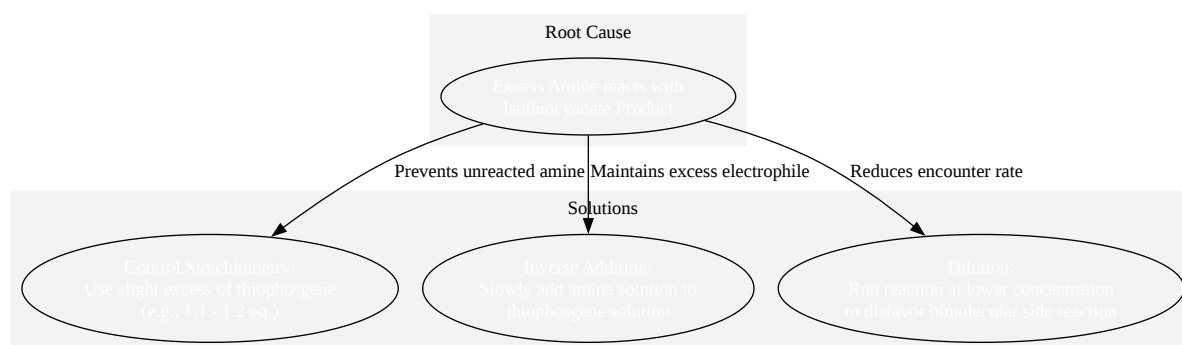 Root Cause
Excess Amine reacts with
Isothiocyanate Product
Prevents unreacted amine
Maintains excess electrophile
Reduces encounter rate
Solutions
Control Stoichiometry:
Use slight excess of thiophosgene
(e.g., 1.1 - 1.2 eq.)
Inverse Addition:
Slowly add amine solution to
thiophosgene solution
Dilution:
Run reaction at lower concentration
to disfavor bimolecular side reaction